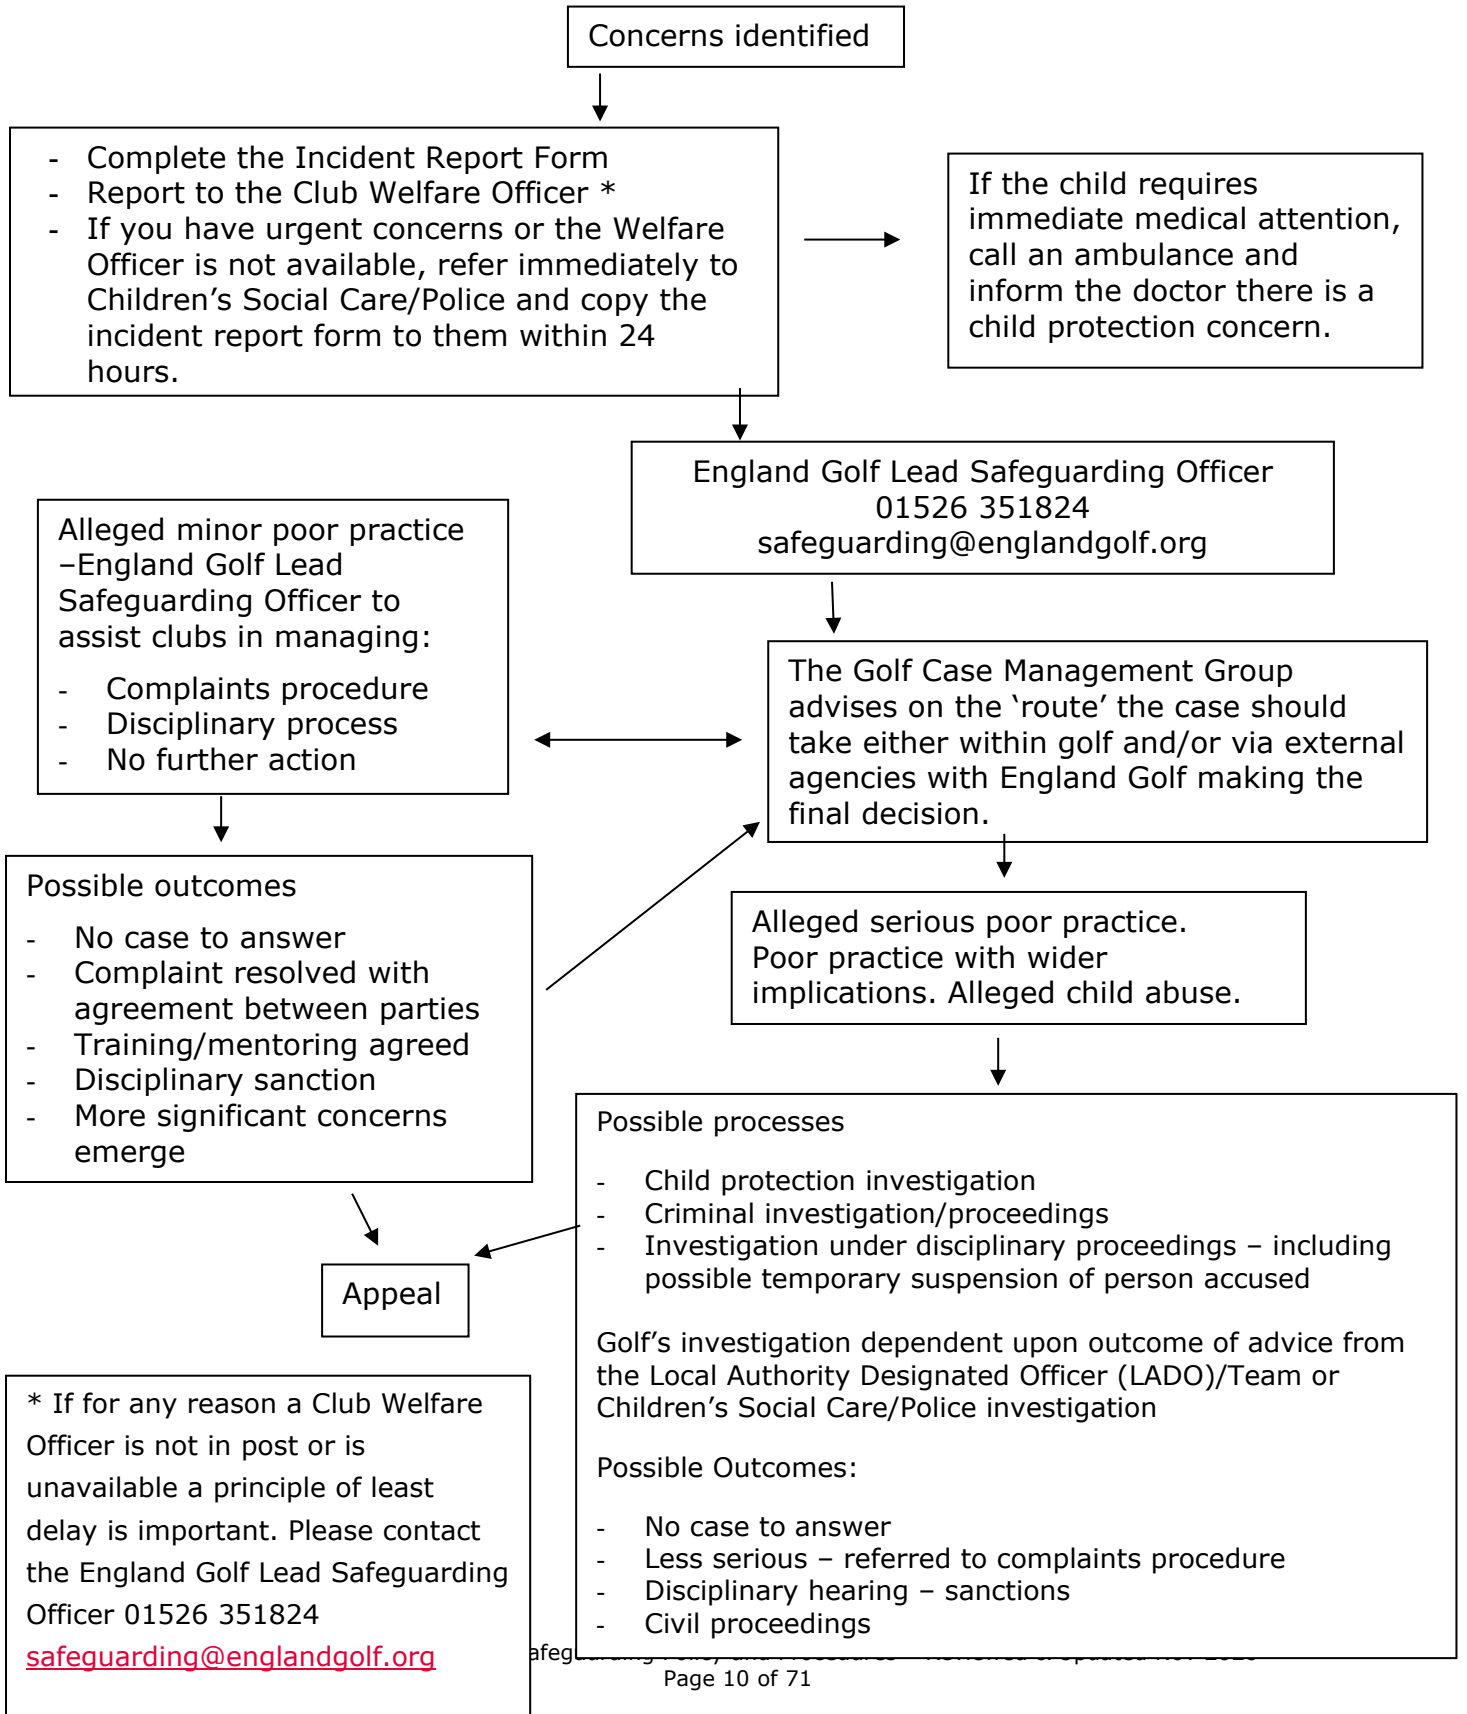 Concerns identified
- Complete the Incident Report Form
- Report to the Club Welfare Officer *
- If you have urgent concerns or the Welfare
Officer is not available, refer immediately to
Children’s Social Care/Police and copy the
incident report form to them within 24
hours.
If the child requires
immediate medical attention,
call an ambulance and
inform the doctor there is a
child protection concern.
England Golf Lead Safeguarding Officer
01526 351824
safeguarding@englandgolf.org
Alleged minor poor practice
–England Golf Lead
Safeguarding Officer to
assist clubs in managing:
- Complaints procedure
- Disciplinary process
- No further action
The Golf Case Management Group
advises on the ‘route’ the case should
take either within golf and/or via external
agencies with England Golf making the
final decision.
Possible outcomes
- No case to answer
- Complaint resolved with
agreement between parties
- Training/mentoring agreed
- Disciplinary sanction
- More significant concerns
emerge
Alleged serious poor practice.
Poor practice with wider
implications. Alleged child abuse.
Possible processes
- Child protection investigation
- Criminal investigation/proceedings
- Investigation under disciplinary proceedings – including
possible temporary suspension of person accused
Golf’s investigation dependent upon outcome of advice from
the Local Authority Designated Officer (LADO)/Team or
Children’s Social Care/Police investigation
Possible Outcomes:
- No case to answer
- Less serious – referred to complaints procedure
- Disciplinary hearing – sanctions
- Civil proceedings
Appeal
* If for any reason a Club Welfare
Officer is not in post or is
unavailable a principle of least
delay is important. Please contact
the England Golf Lead Safeguarding
Officer 01526 351824
safeguarding@englandgolf.org
Page 10 of 71